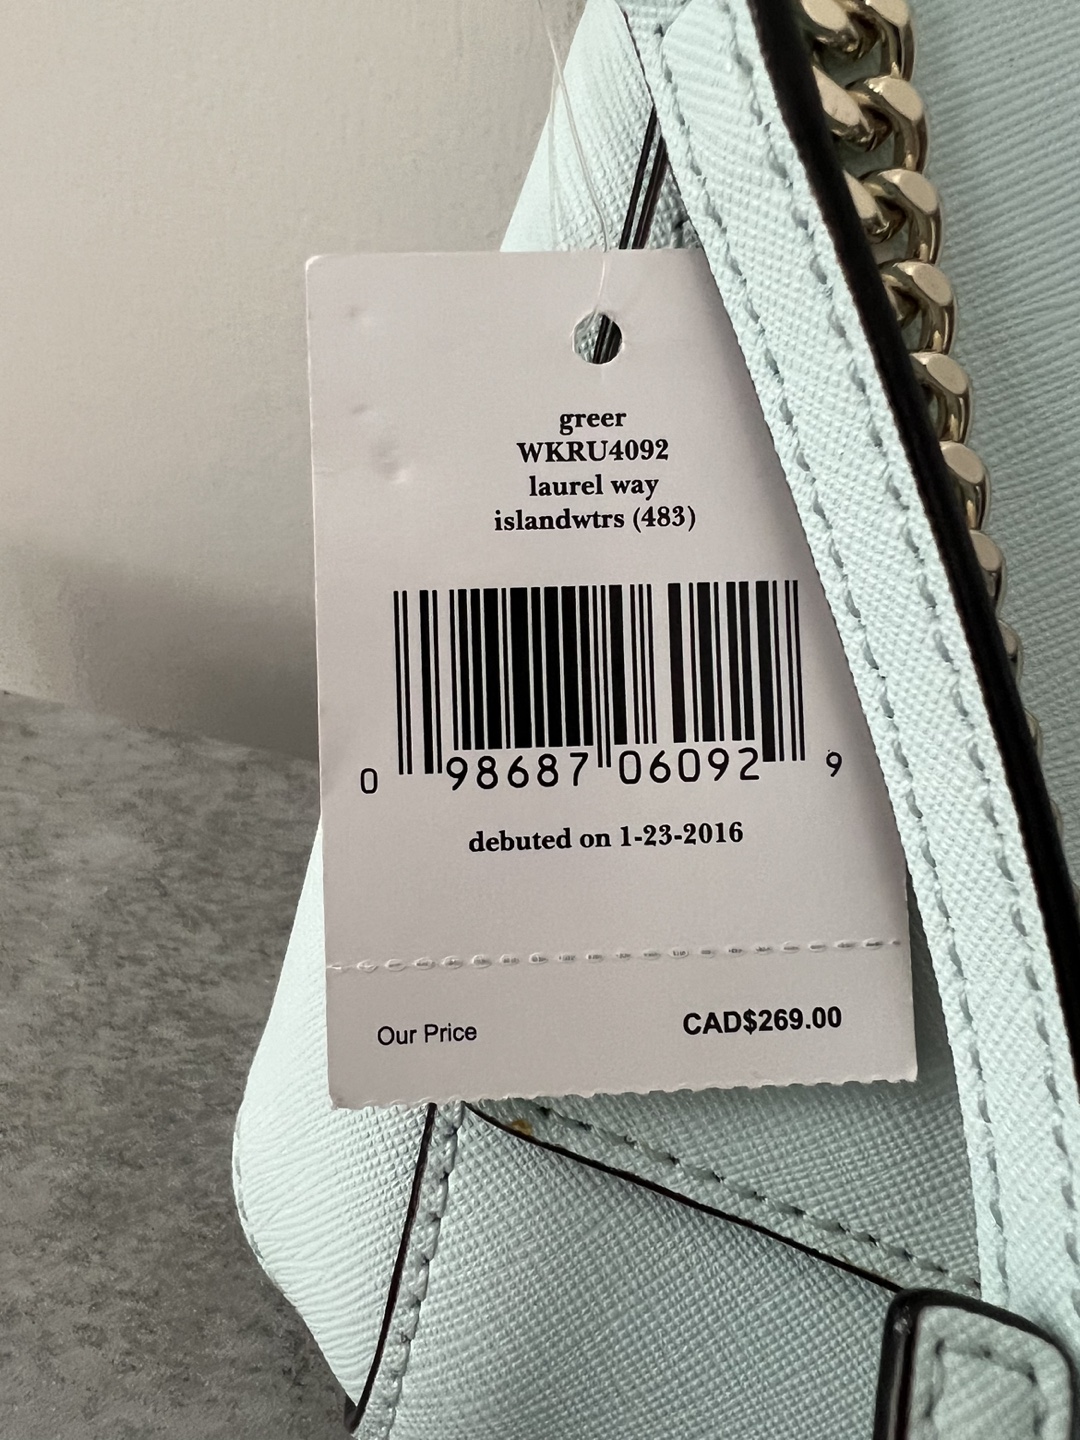 greer
WKRU4092
laurel way
islandwtrs (483)
0 98687 06092 9
debuted on 1-23-2016
Our Price CAD$269.00